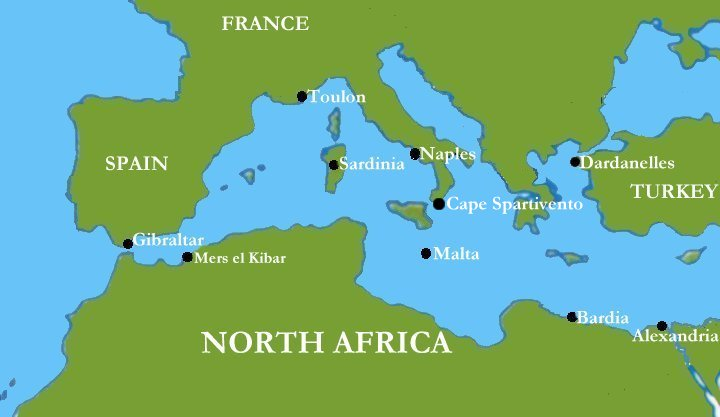 FRANCE
Toulon
Naples
Sardinia
SPAIN
Dardanelles
TURKEY
Cape Spartivento
Gibraltar
Malta
Mers el Kibar
Bardia
Alexandria
NORTH AFRICA